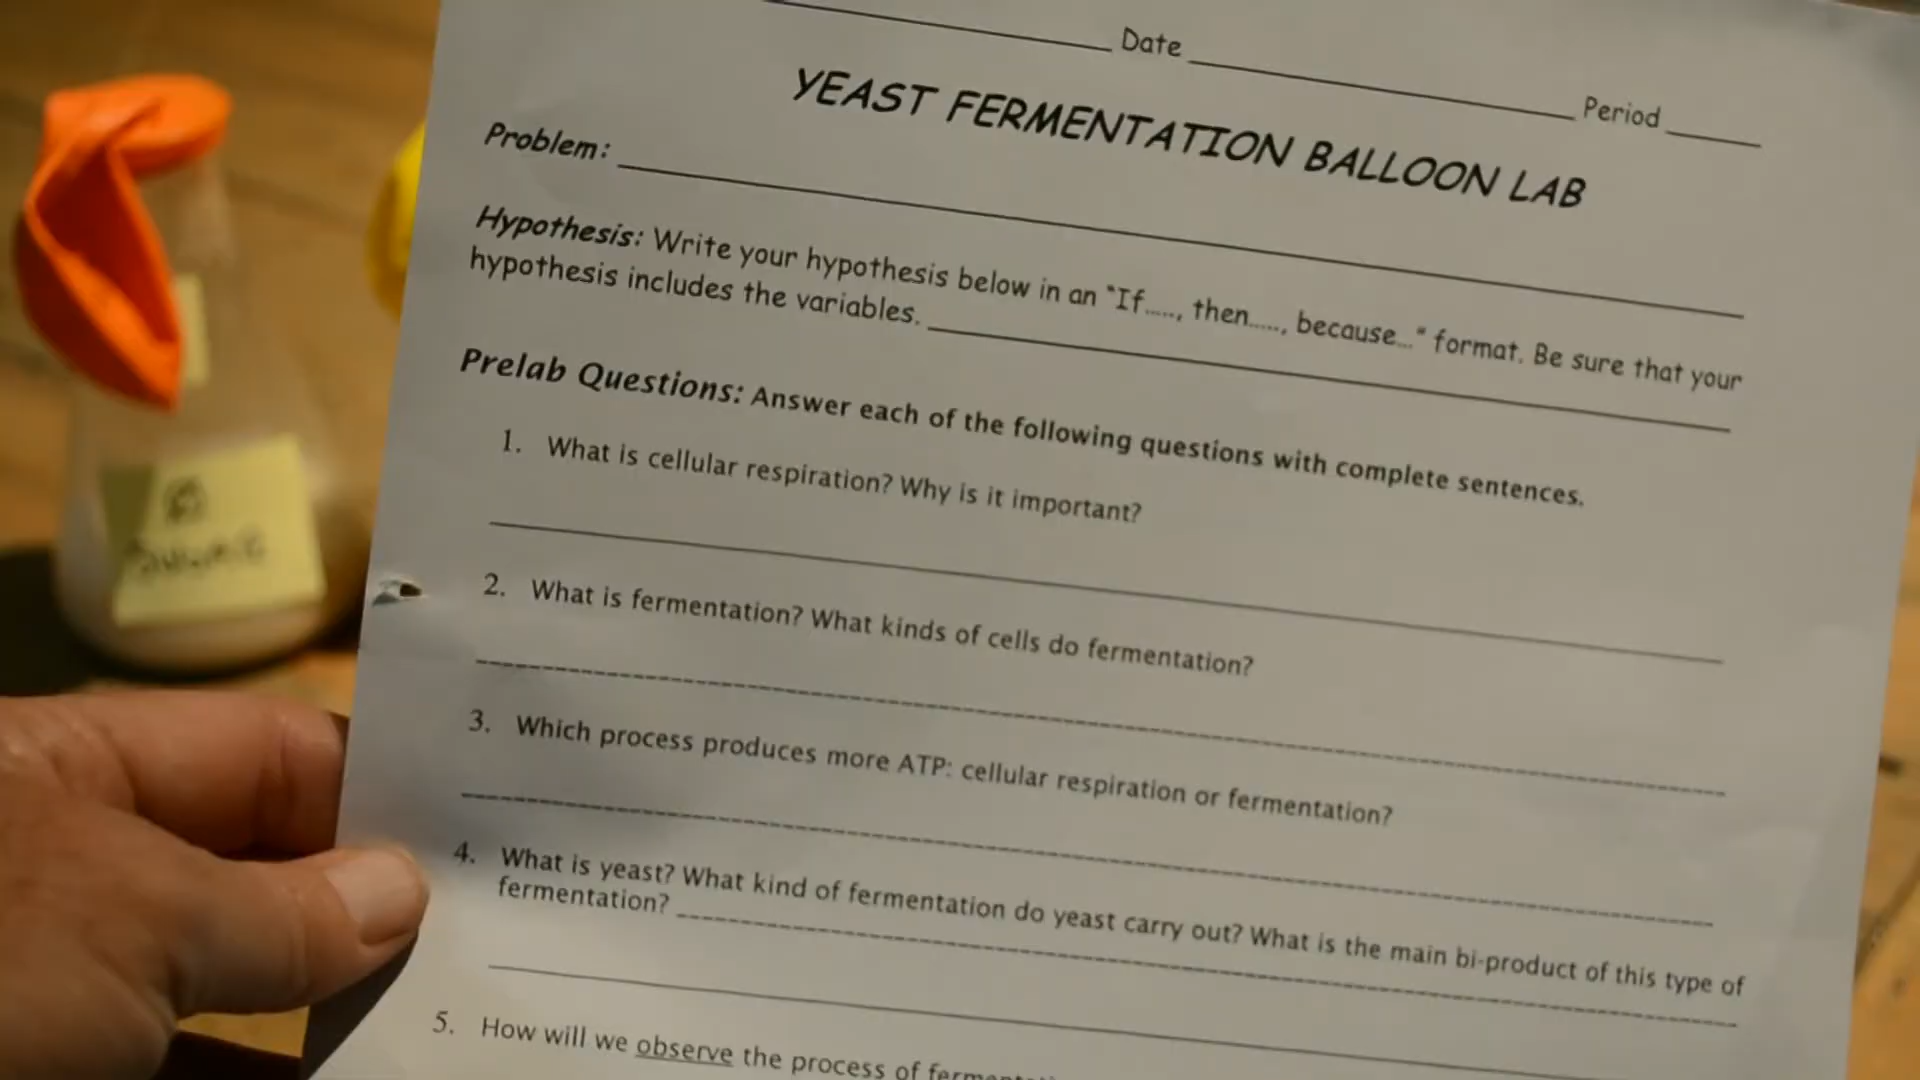 Date Period
YEAST FERMENTATION BALLOON LAB
Problem:
Hypothesis: Write your hypothesis below in an "If....., then....., because..." format. Be sure that your
hypothesis includes the variables.
Prelab Questions: Answer each of the following questions with complete sentences.
1. What is cellular respiration? Why is it important?
2. What is fermentation? What kinds of cells do fermentation?
3. Which process produces more ATP: cellular respiration or fermentation?
4. What is yeast? What kind of fermentation do yeast carry out? What is the main bi-product of this type of
fermentation?
5. How will we observe the process of